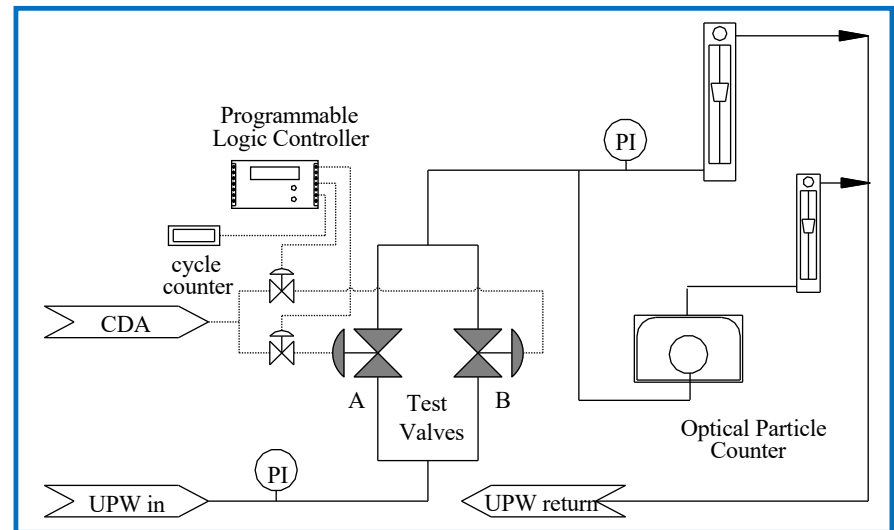 Programmable
Logic Controller
PI
cycle
counter
CDA
A
B
Test
Valves
Optical Particle
Counter
PI
UPW in
UPW return